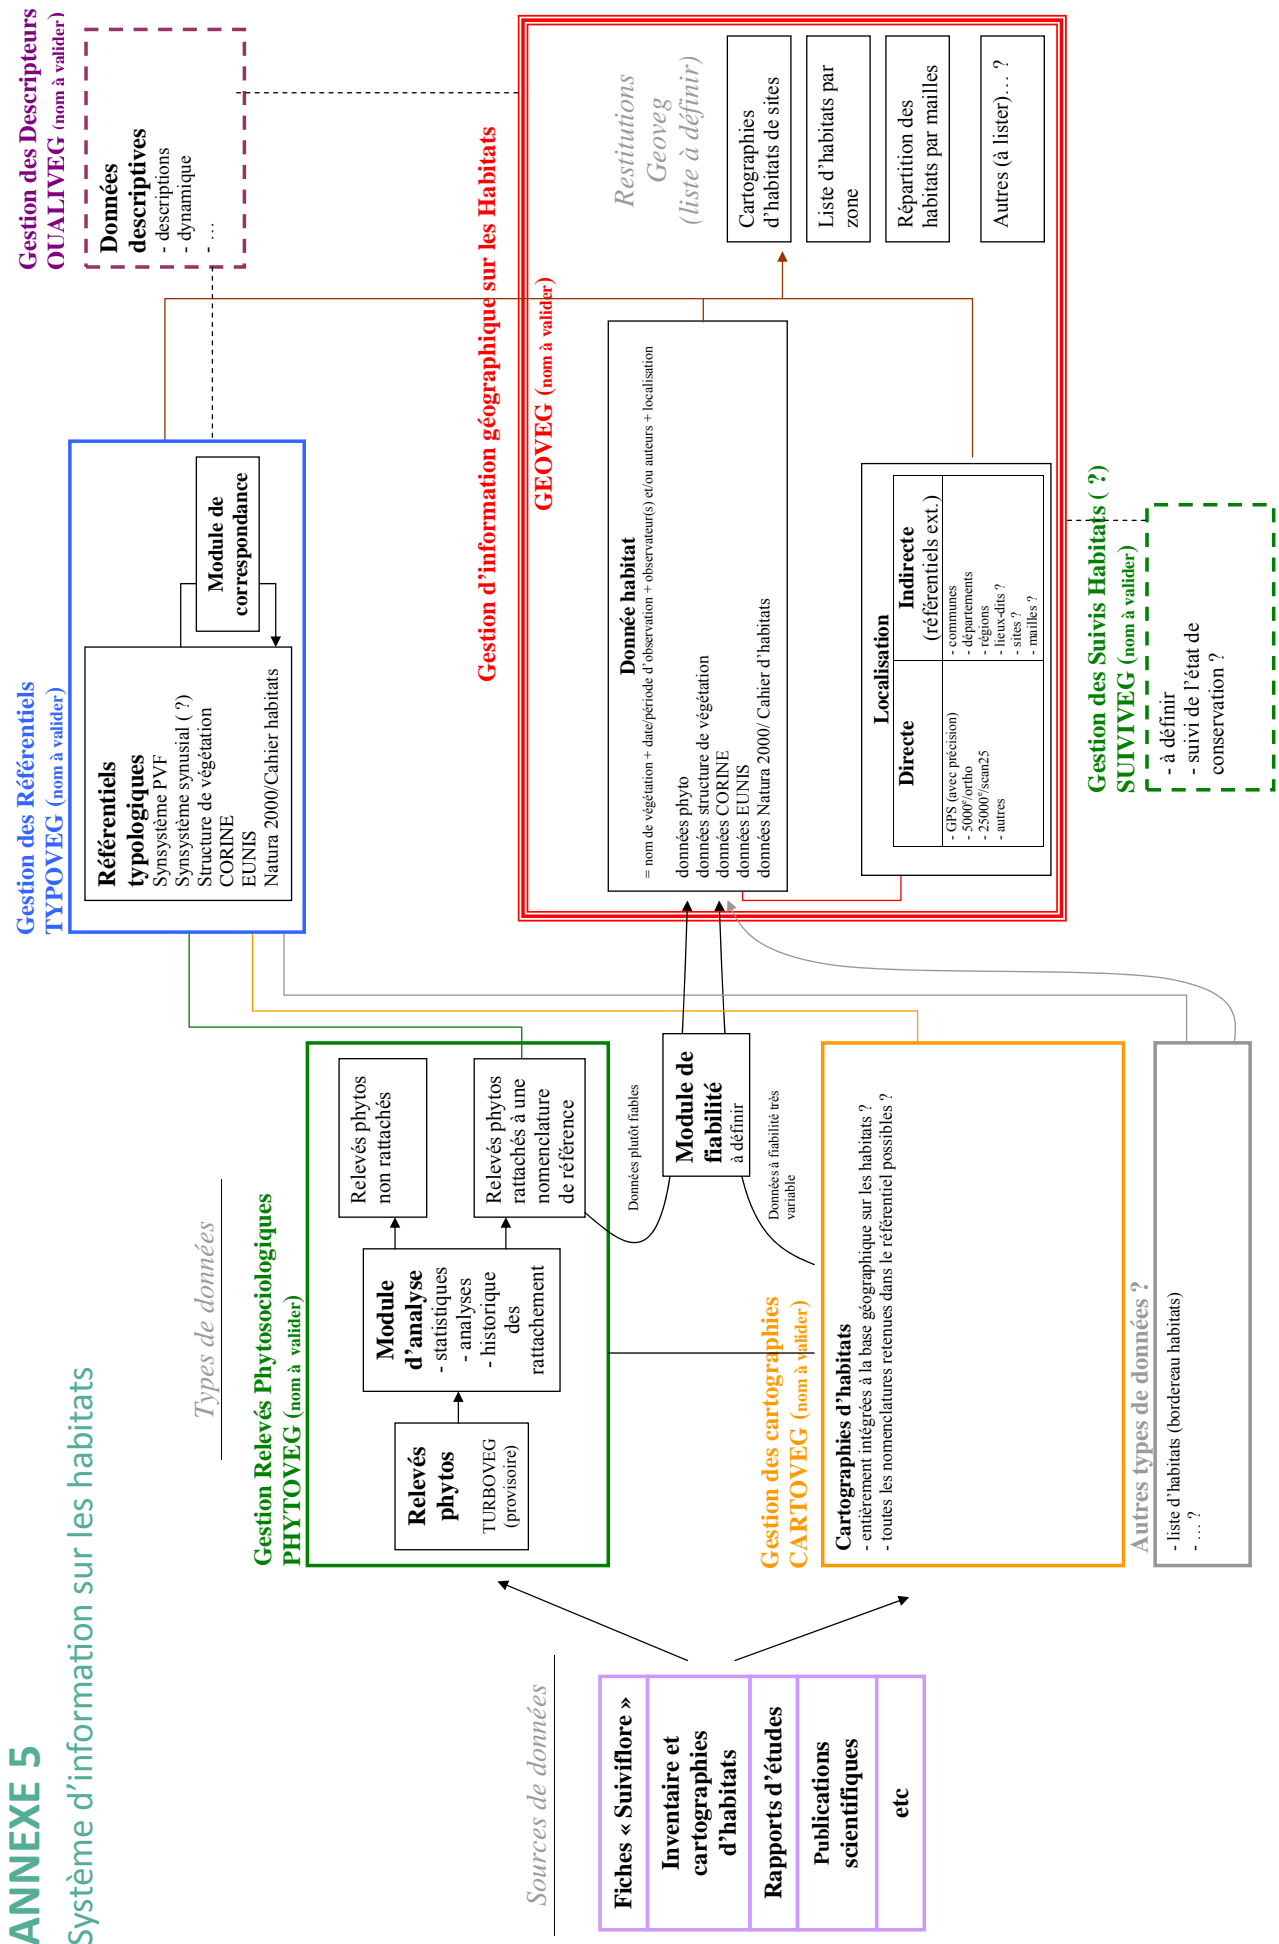 ANNEXE 5
Système d'information sur les habitats
Sources de données
Fiches « Suiviflore »
Inventaire et
cartographies
d'habitats
Rapports d'études
Publications
scientifiques
etc
Types de données
Gestion Relevés Phytosociologiques
PHYTOVEG (nom à valider)
Relevés
phytos
TURBOVEG
(provisoire)
Module
d'analyse
- statistiques
- analyses
- historique
des
rattachement
Relevés phytos
non rattachés
Relevés phytos
rattachés à une
nomenclature
de référence
Gestion des cartographies
CARTOVEG (nom à valider)
Cartographies d'habitats
- entièrement intégrées à la base géographique sur les habitats ?
- toutes les nomenclatures retenues dans le référentiel possibles ?
Autres types de données ?
- liste d'habitats (bordereau habitats)
- … ?
Données plutôt fiables
Module de
fiabilité
à définir
Données à fiabilité très
variable
Gestion des Référentiels
TYPOVEG (nom à valider)
Référentiels
typologiques
Synsystème PVF
Synsystème synusial ( ?)
Structure de végétation
CORINE
EUNIS
Natura 2000/Cahier habitats
Module de
correspondance
Gestion des Descripteurs
QUALIVEG (nom à valider)
Données
descriptives
- descriptions
- dynamique
- …
Gestion d'information géographique sur les Habitats
GEOVEG (nom à valider)
Donnée habitat
= nom de végétation + date/période d'observation + observateur(s) et/ou auteurs + localisation
données phyto
données structure de végétation
données CORINE
données EUNIS
données Natura 2000/ Cahier d'habitats
Localisation
Directe
- GPS (avec précision)
- 5000°/ortho
- 25000°/scan25
- autres
Indirecte
(référentiels ext.)
- communes
- départements
- régions
- lieux-dits ?
- sites ?
- mailles ?
Restitutions
Geoveg
(liste à définir)
Cartographies
d'habitats de sites
Liste d'habitats par
zone
Répartition des
habitats par mailles
Autres (à lister)… ?
Gestion des Suivis Habitats ( ?)
SUIVIVEG (nom à valider)
- à définir
- suivi de l'état de
conservation ?